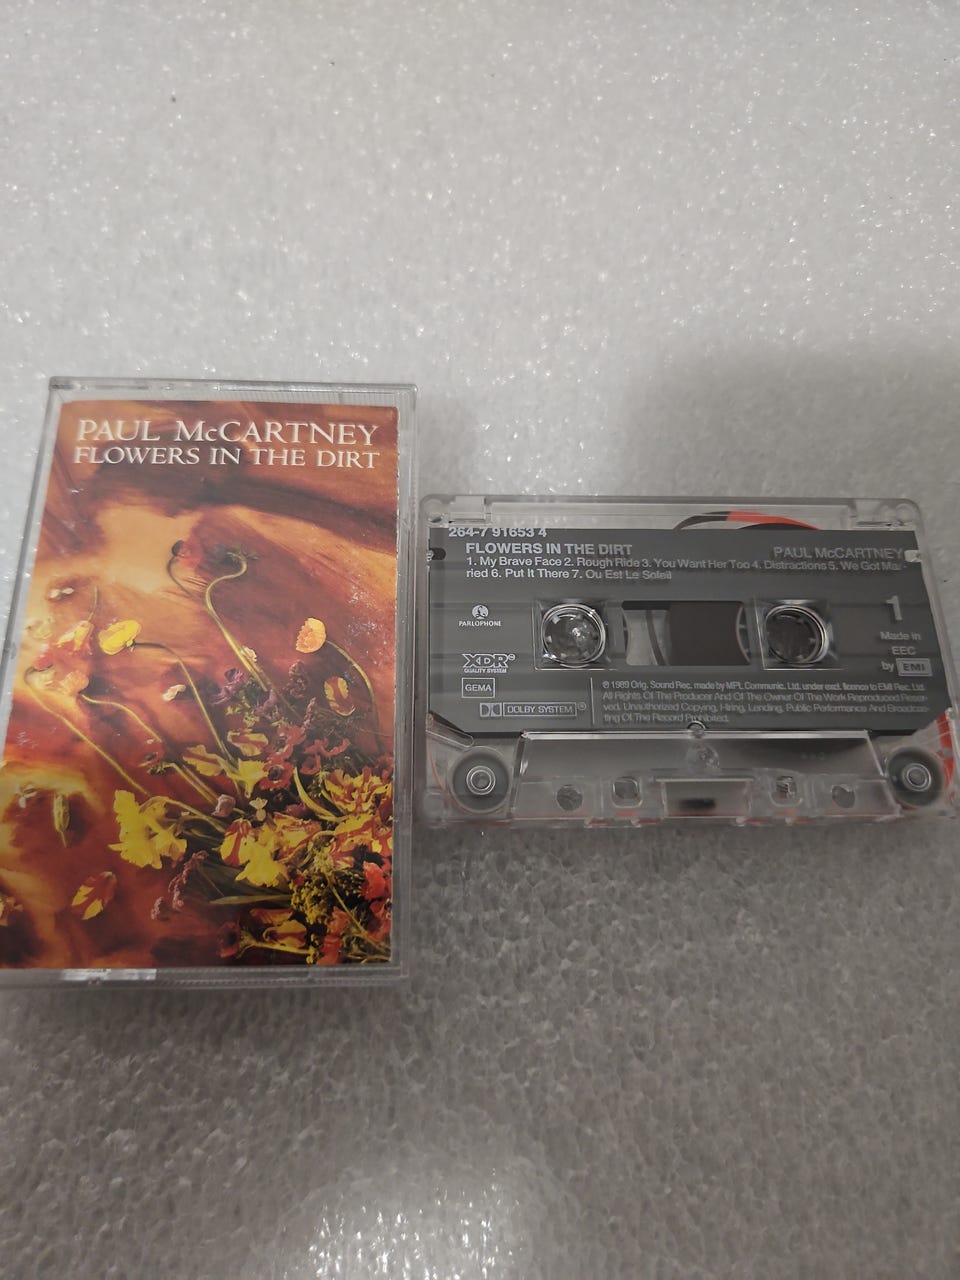 PAUL McCARTNEY
FLOWERS IN THE DIRT
264-7 91653 4
FLOWERS IN THE DIRT
PAUL McCARTNEY
1. My Brave Face 2. Rough Ride 3. You Want Her Too 4. Distractions 5. We Got Mar-
ried 6. Put It There 7. Ou Est Le Soleil
PARLOPHONE
1
Made in
EEC
by EMI
XDR
QUALITY SYSTEM
GEMA
DOLBY SYSTEM ®
℗ 1989 Orig. Sound Rec. made by MPL Communic. Ltd. under excl. licence to EMI Rec. Ltd.
All Rights Of The Producer And Of The Owner Of The Work Reproduced Reser-
ved. Unauthorized Copying, Hiring, Lending, Public Performance And Broadcas-
ting Of The Record Prohibited.